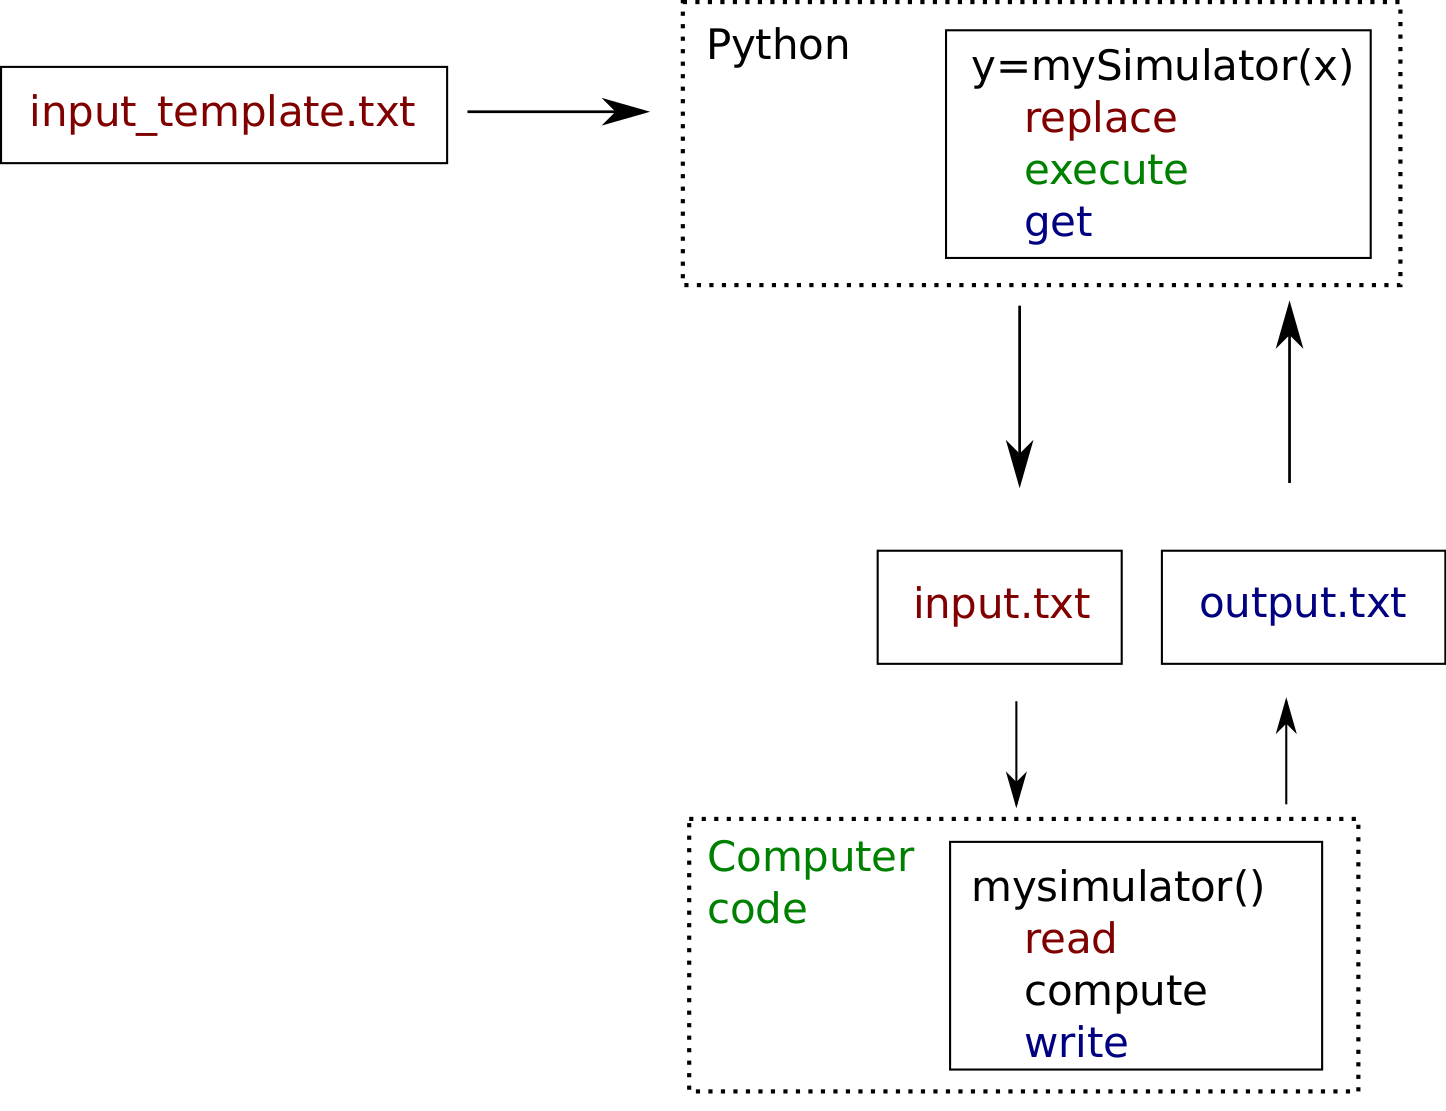 input_template.txt
Python
y=mySimulator(x)
replace
execute
get
input.txt
output.txt
Computer
code
mysimulator()
read
compute
write